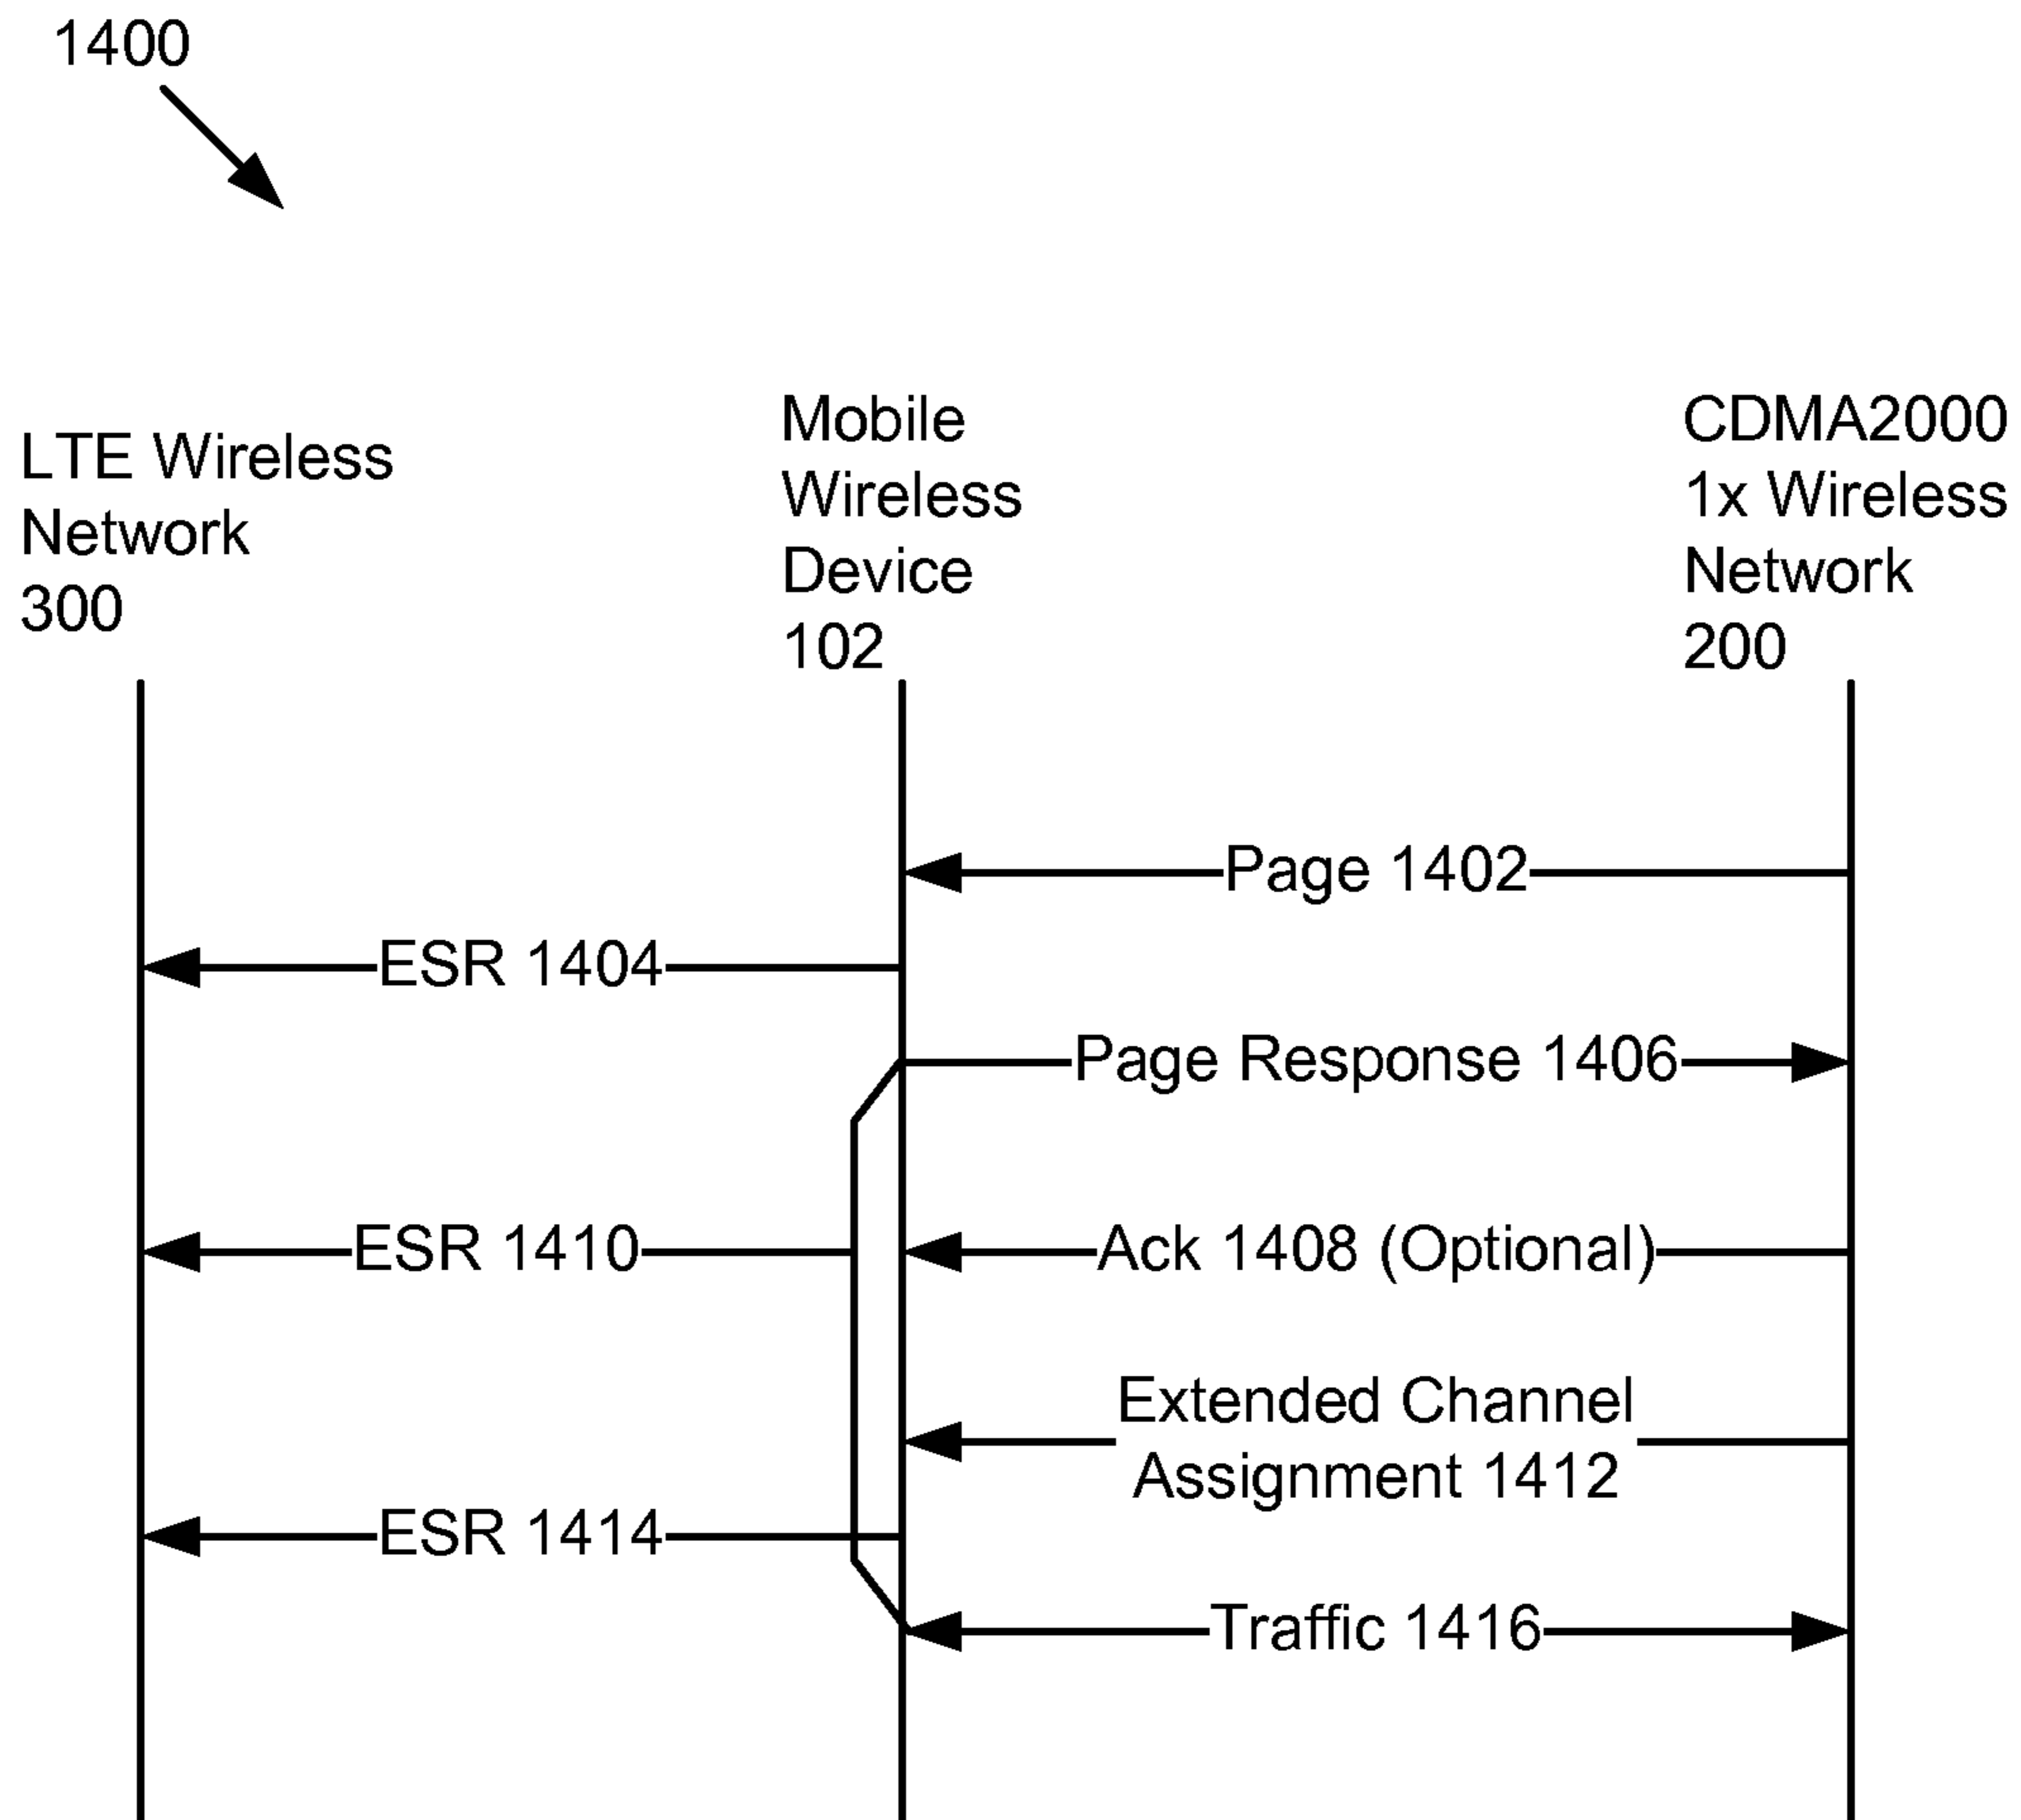 1400
LTE Wireless
Network
300
Mobile
Wireless
Device
102
CDMA2000
1x Wireless
Network
200
Page 1402
ESR 1404
Page Response 1406
ESR 1410
Ack 1408 (Optional)
Extended Channel
Assignment 1412
ESR 1414
Traffic 1416